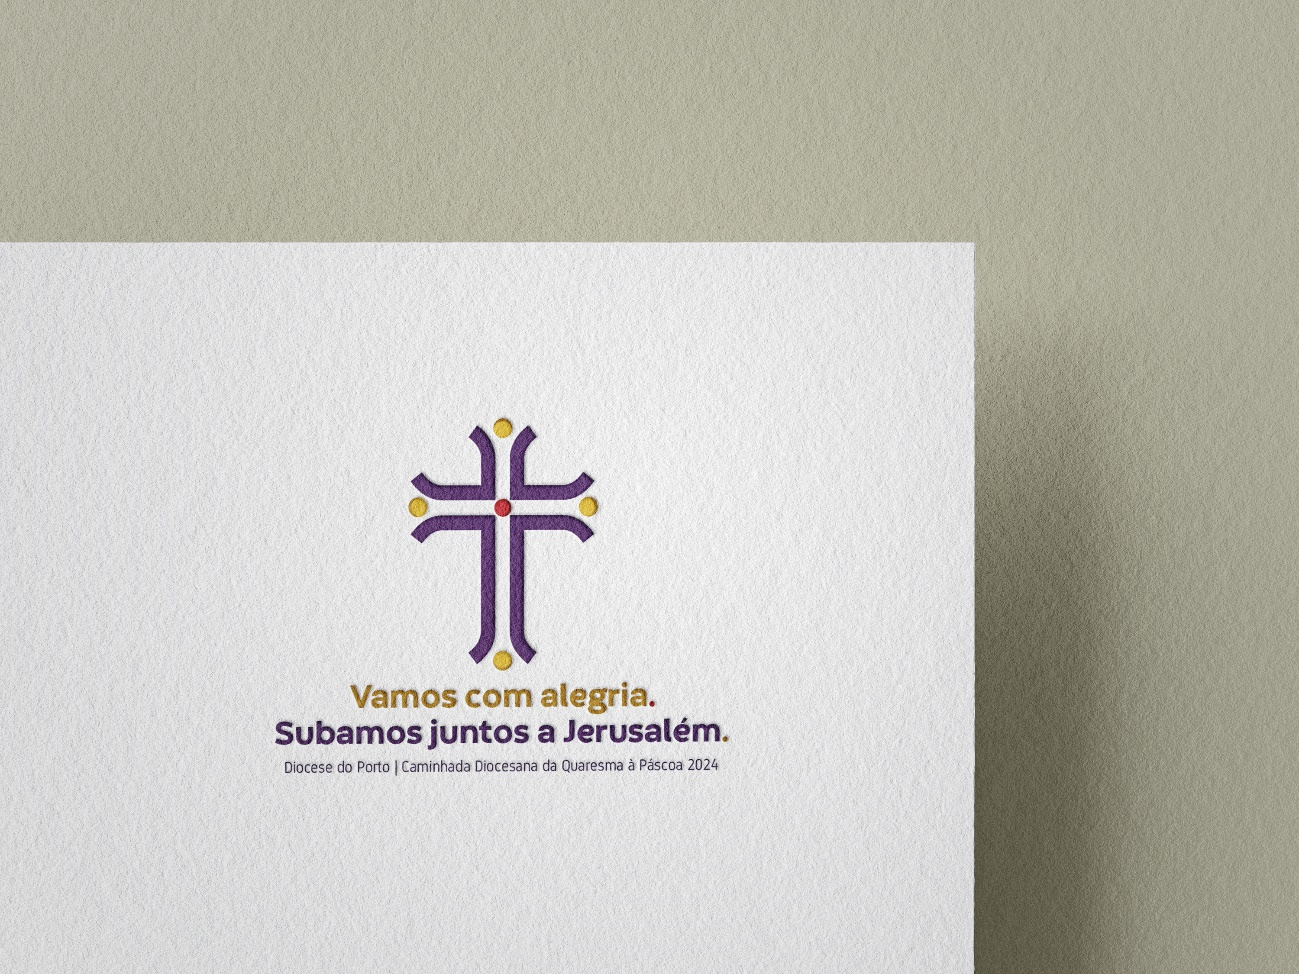 Vamos com alegria.
Subamos juntos a Jerusalém.
Diocese do Porto | Caminhada Diocesana da Quaresma à Páscoa 2024